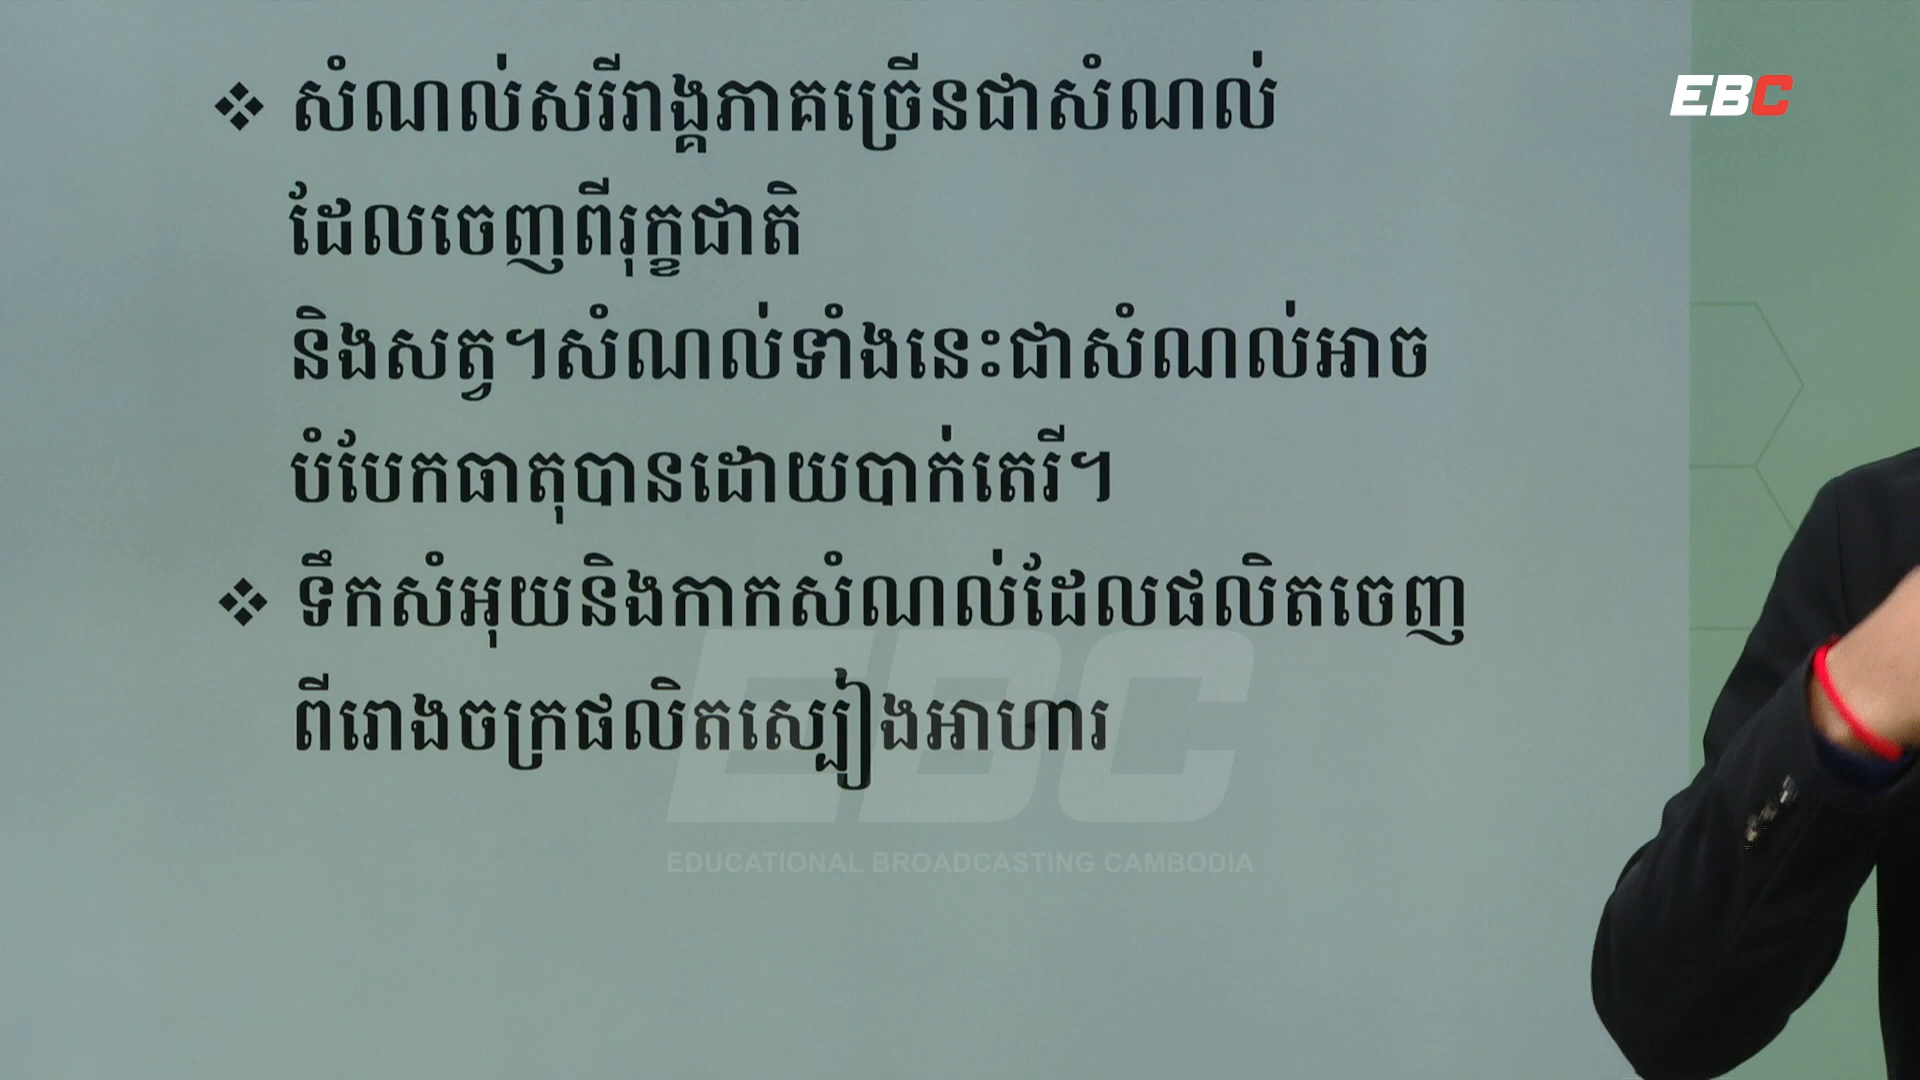 ❖ សំណល់សរីរាង្គភាគច្រើនជាសំណល់
ដែលចេញពីរុក្ខជាតិ
និងសត្វ។សំណល់ទាំងនេះជាសំណល់អាច
បំបែកធាតុបានដោយបាក់តេរី។
❖ ទឹកសំអុយនិងកាកសំណល់ដែលផលិតចេញ
ពីរោងចក្រផលិតស្បៀងអាហារ
EBC
EBC
EDUCATIONAL BROADCASTING CAMBODIA